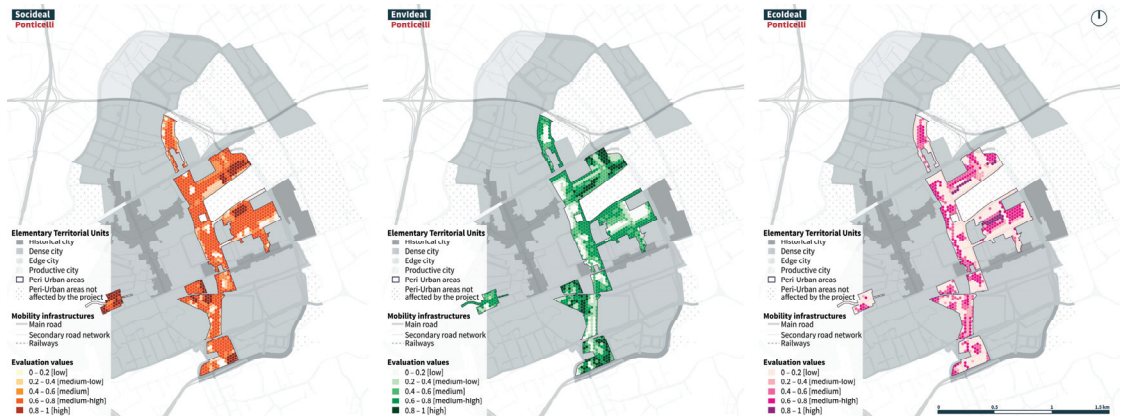 SocIdeal
Ponticelli
Elementary Territorial Units
Historical city
Dense city
Edge city
Productive city
Peri-Urban areas
Peri-Urban areas not
affected by the project
Mobility infrastructures
Main road
Secondary road network
Railways
Evaluation values
0 – 0.2 [low]
0.2 – 0.4 [medium-low]
0.4 – 0.6 [medium]
0.6 – 0.8 [medium-high]
0.8 – 1 [high]
EnvIdeal
Ponticelli
Elementary Territorial Units
Historical city
Dense city
Edge city
Productive city
Peri-Urban areas
Peri-Urban areas not
affected by the project
Mobility infrastructures
Main road
Secondary road network
Railways
Evaluation values
0 – 0.2 [low]
0.2 – 0.4 [medium-low]
0.4 – 0.6 [medium]
0.6 – 0.8 [medium-high]
0.8 – 1 [high]
EcoIdeal
Ponticelli
Elementary Territorial Units
Historical city
Dense city
Edge city
Productive city
Peri-Urban areas
Peri-Urban areas not
affected by the project
Mobility infrastructures
Main road
Secondary road network
Railways
Evaluation values
0 – 0.2 [low]
0.2 – 0.4 [medium-low]
0.4 – 0.6 [medium]
0.6 – 0.8 [medium-high]
0.8 – 1 [high]
0 0.5 1 1.5 km